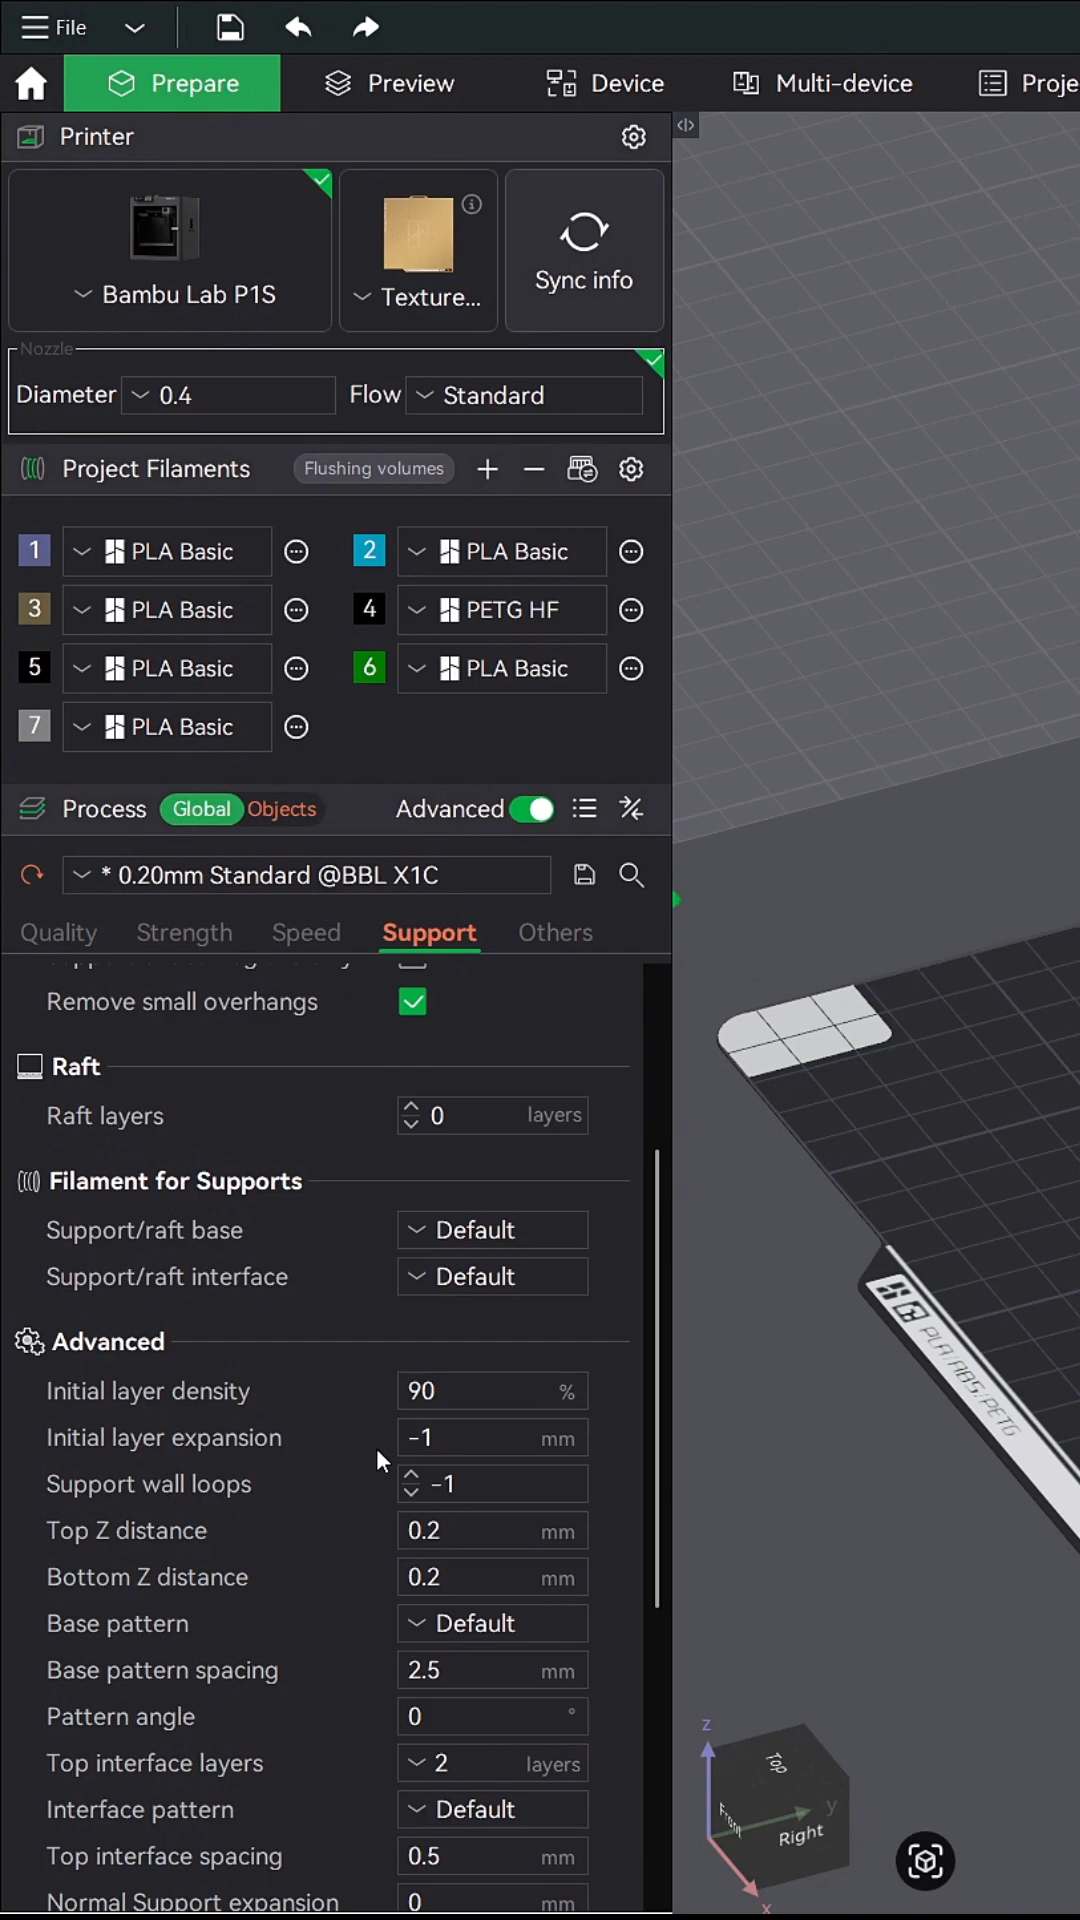 File
Prepare
Preview
Device
Multi-device
Proje
Printer
Bambu Lab P1S
Texture...
Sync info
Nozzle
Diameter 0.4 Flow Standard
Project Filaments Flushing volumes
1 PLA Basic 2 PLA Basic
3 PLA Basic 4 PETG HF
5 PLA Basic 6 PLA Basic
7 PLA Basic
Process Global Objects Advanced
* 0.20mm Standard @BBL X1C
Quality Strength Speed Support Others
Remove small overhangs
Raft
Raft layers 0 layers
Filament for Supports
Support/raft base Default
Support/raft interface Default
Advanced
Initial layer density 90 %
Initial layer expansion -1 mm
Support wall loops -1
Top Z distance 0.2 mm
Bottom Z distance 0.2 mm
Base pattern Default
Base pattern spacing 2.5 mm
Pattern angle 0 °
Top interface layers 2 layers
Interface pattern Default
Top interface spacing 0.5 mm
Normal Support expansion 0 mm
PLA/ABS/PETG
z
Top
Front
y
Right
x